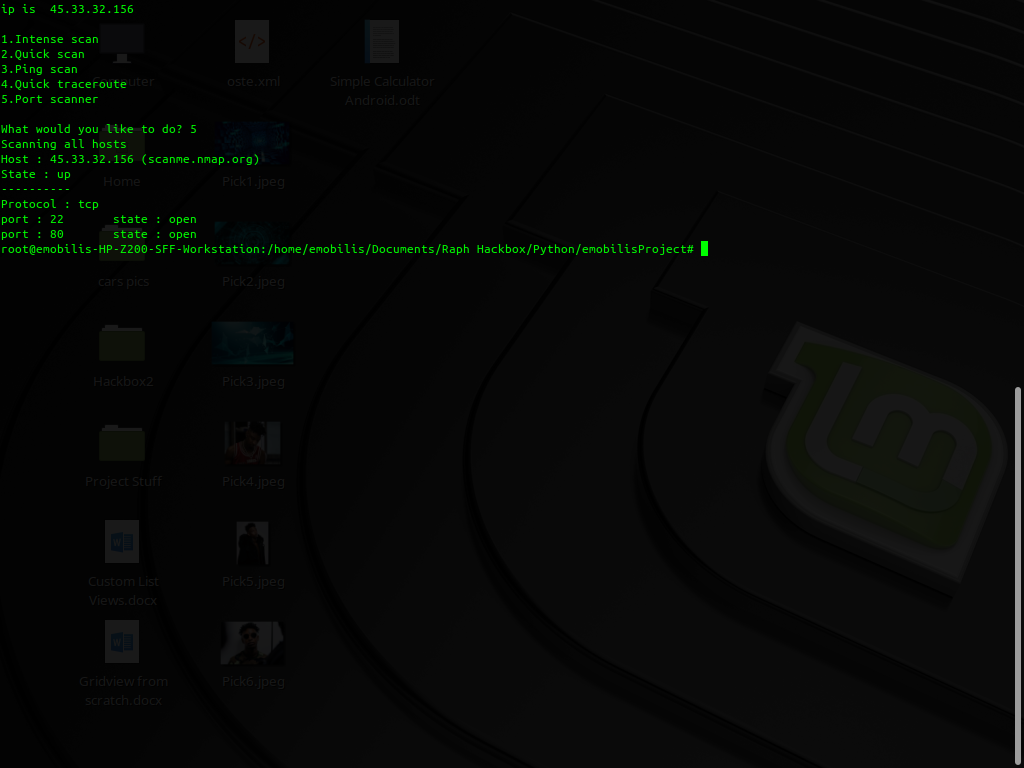 ip is  45.33.32.156
1.Intense scan
2.Quick scan
3.Ping scan
4.Quick traceroute
5.Port scanner
What would you like to do? 5
Scanning all hosts
Host : 45.33.32.156 (scanme.nmap.org)
State : up
----------
Protocol : tcp
port : 22       state : open
port : 80       state : open
root@emobilis-HP-Z200-SFF-Workstation:/home/emobilis/Documents/Raph Hackbox/Python/emobilisProject#
Computer
oste.xml
Simple Calculator
Android.odt
Home
Pick1.jpeg
cars pics
Pick2.jpeg
Hackbox2
Pick3.jpeg
Project Stuff
Pick4.jpeg
Custom List
Views.docx
Pick5.jpeg
Gridview from
scratch.docx
Pick6.jpeg